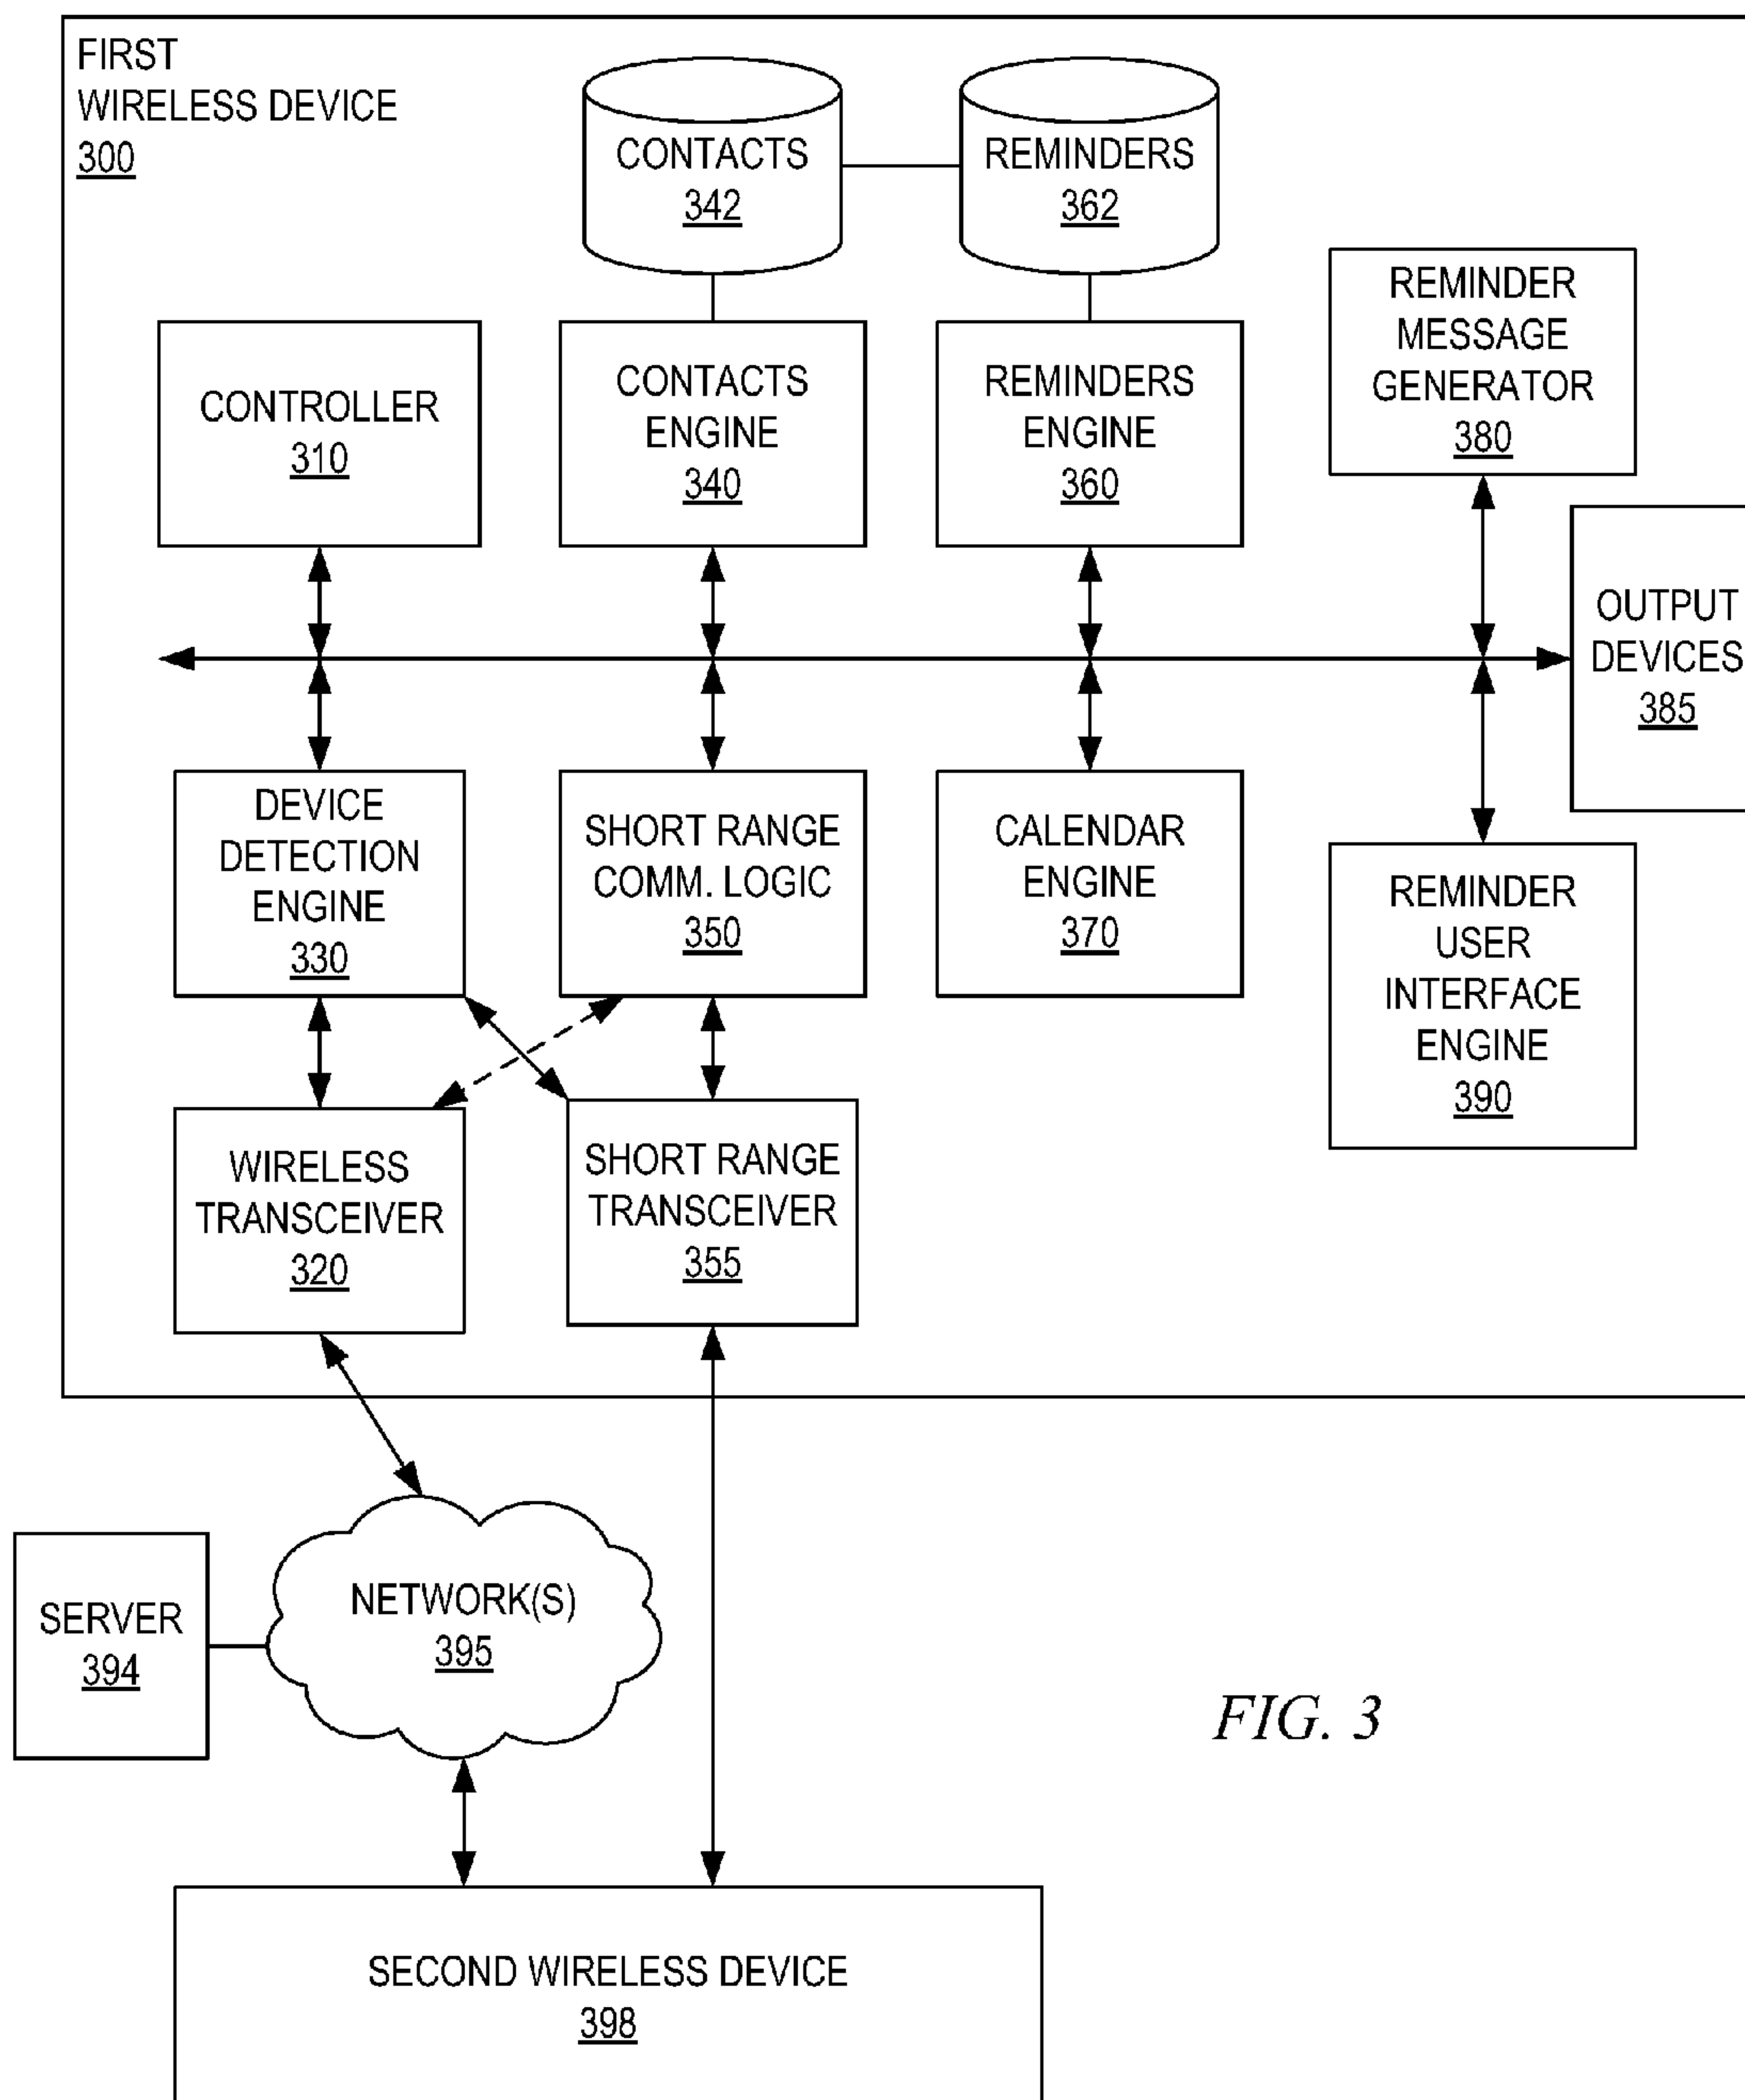 FIRST
WIRELESS DEVICE
300
CONTACTS
342
REMINDERS
362
REMINDER
MESSAGE
GENERATOR
380
CONTROLLER
310
CONTACTS
ENGINE
340
REMINDERS
ENGINE
360
OUTPUT
DEVICES
385
DEVICE
DETECTION
ENGINE
330
SHORT RANGE
COMM. LOGIC
350
CALENDAR
ENGINE
370
REMINDER
USER
INTERFACE
ENGINE
390
WIRELESS
TRANSCEIVER
320
SHORT RANGE
TRANSCEIVER
355
SERVER
394
NETWORK(S)
395
FIG. 3
SECOND WIRELESS DEVICE
398